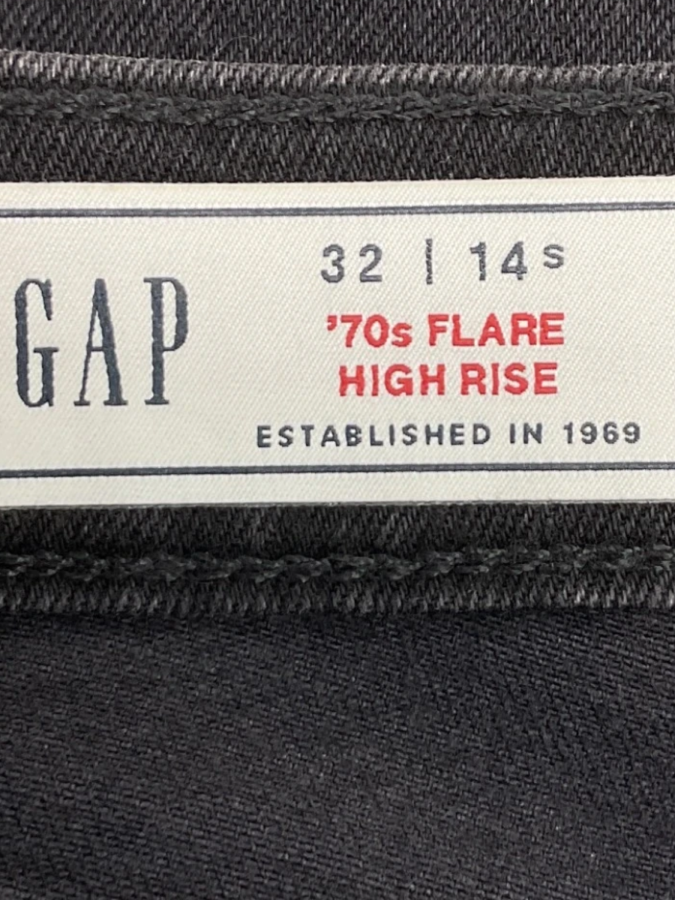 GAP
32 | 14s
’70s FLARE
HIGH RISE
ESTABLISHED IN 1969